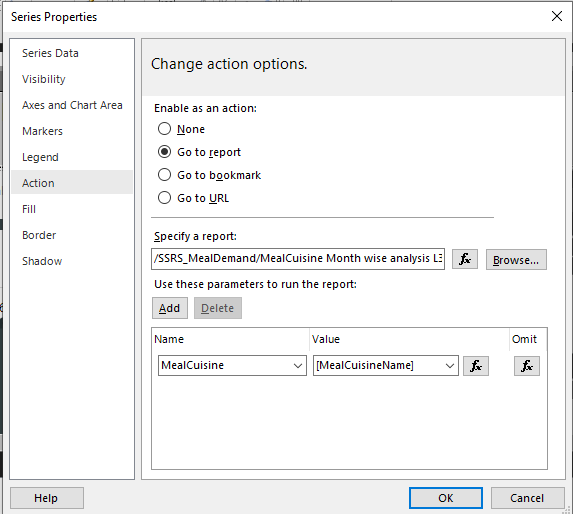 Series Properties
Series Data
Visibility
Axes and Chart Area
Markers
Legend
Action
Fill
Border
Shadow
Change action options.
Enable as an action:
None
Go to report
Go to bookmark
Go to URL
Specify a report:
/SSRS_MealDemand/MealCuisine Month wise analysis L3 fx Browse...
Use these parameters to run the report:
Add Delete
Name Value Omit
MealCuisine [MealCuisineName] fx fx
Help OK Cancel